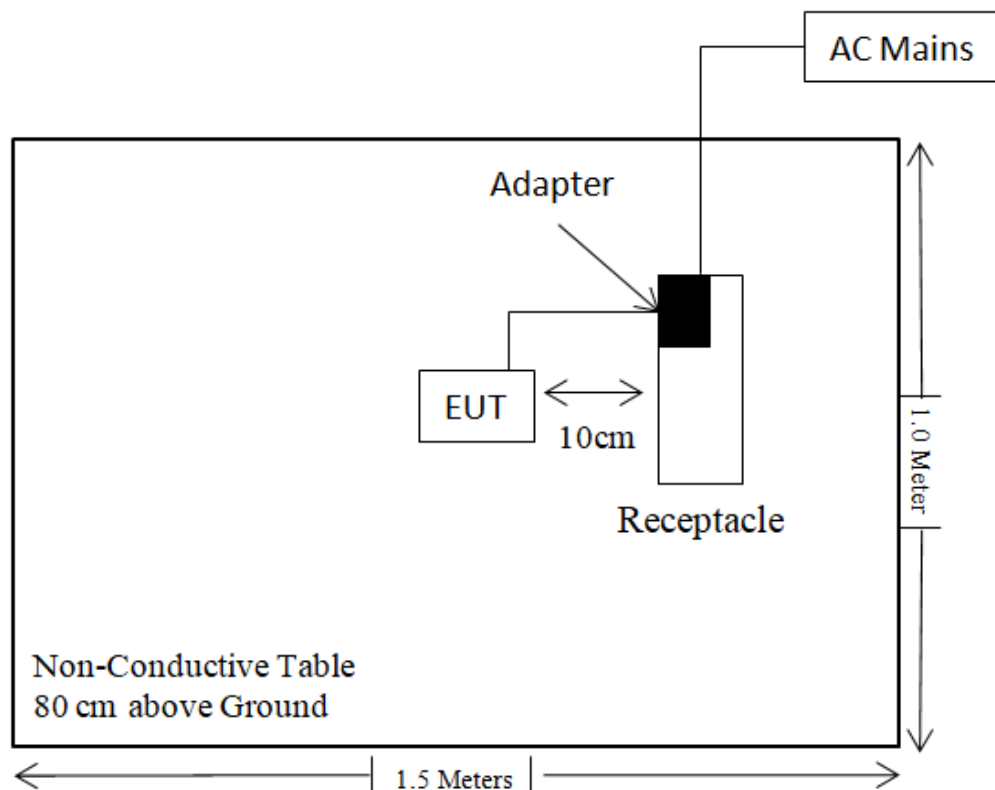 AC Mains
Adapter
EUT
10cm
Receptacle
1.0 Meter
Non-Conductive Table
80 cm above Ground
1.5 Meters